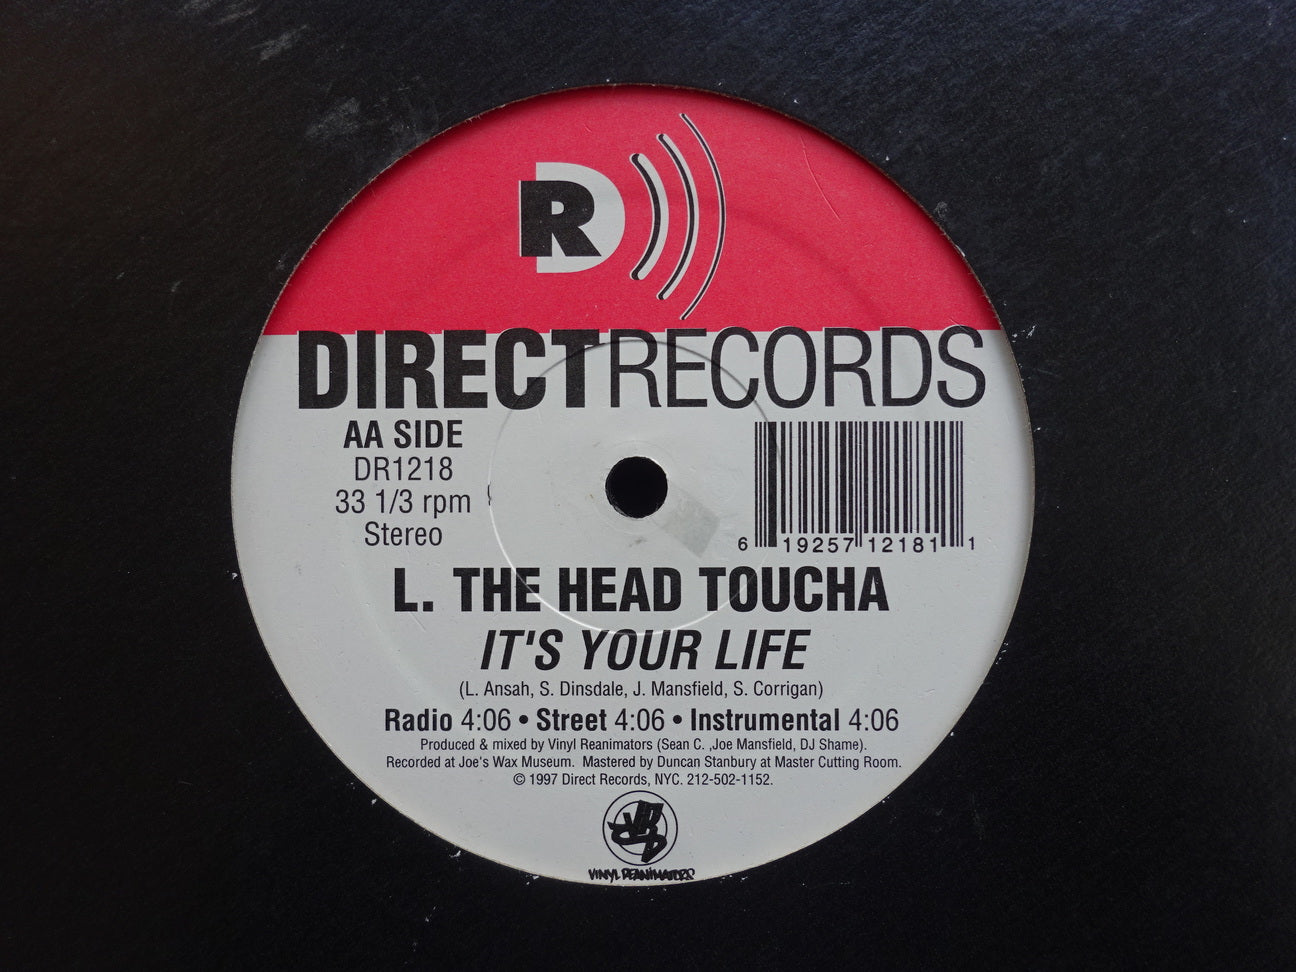 DR
DIRECTRECORDS
AA SIDE
DR1218
33 1/3 rpm
Stereo
6 19257 12181 1
L. THE HEAD TOUCHA
IT'S YOUR LIFE
(L. Ansah, S. Dinsdale, J. Mansfield, S. Corrigan)
Radio 4:06 • Street 4:06 • Instrumental 4:06
Produced & mixed by Vinyl Reanimators (Sean C. ,Joe Mansfield, DJ Shame).
Recorded at Joe's Wax Museum. Mastered by Duncan Stanbury at Master Cutting Room.
© 1997 Direct Records, NYC. 212-502-1152.
VINYL REANIMATORS